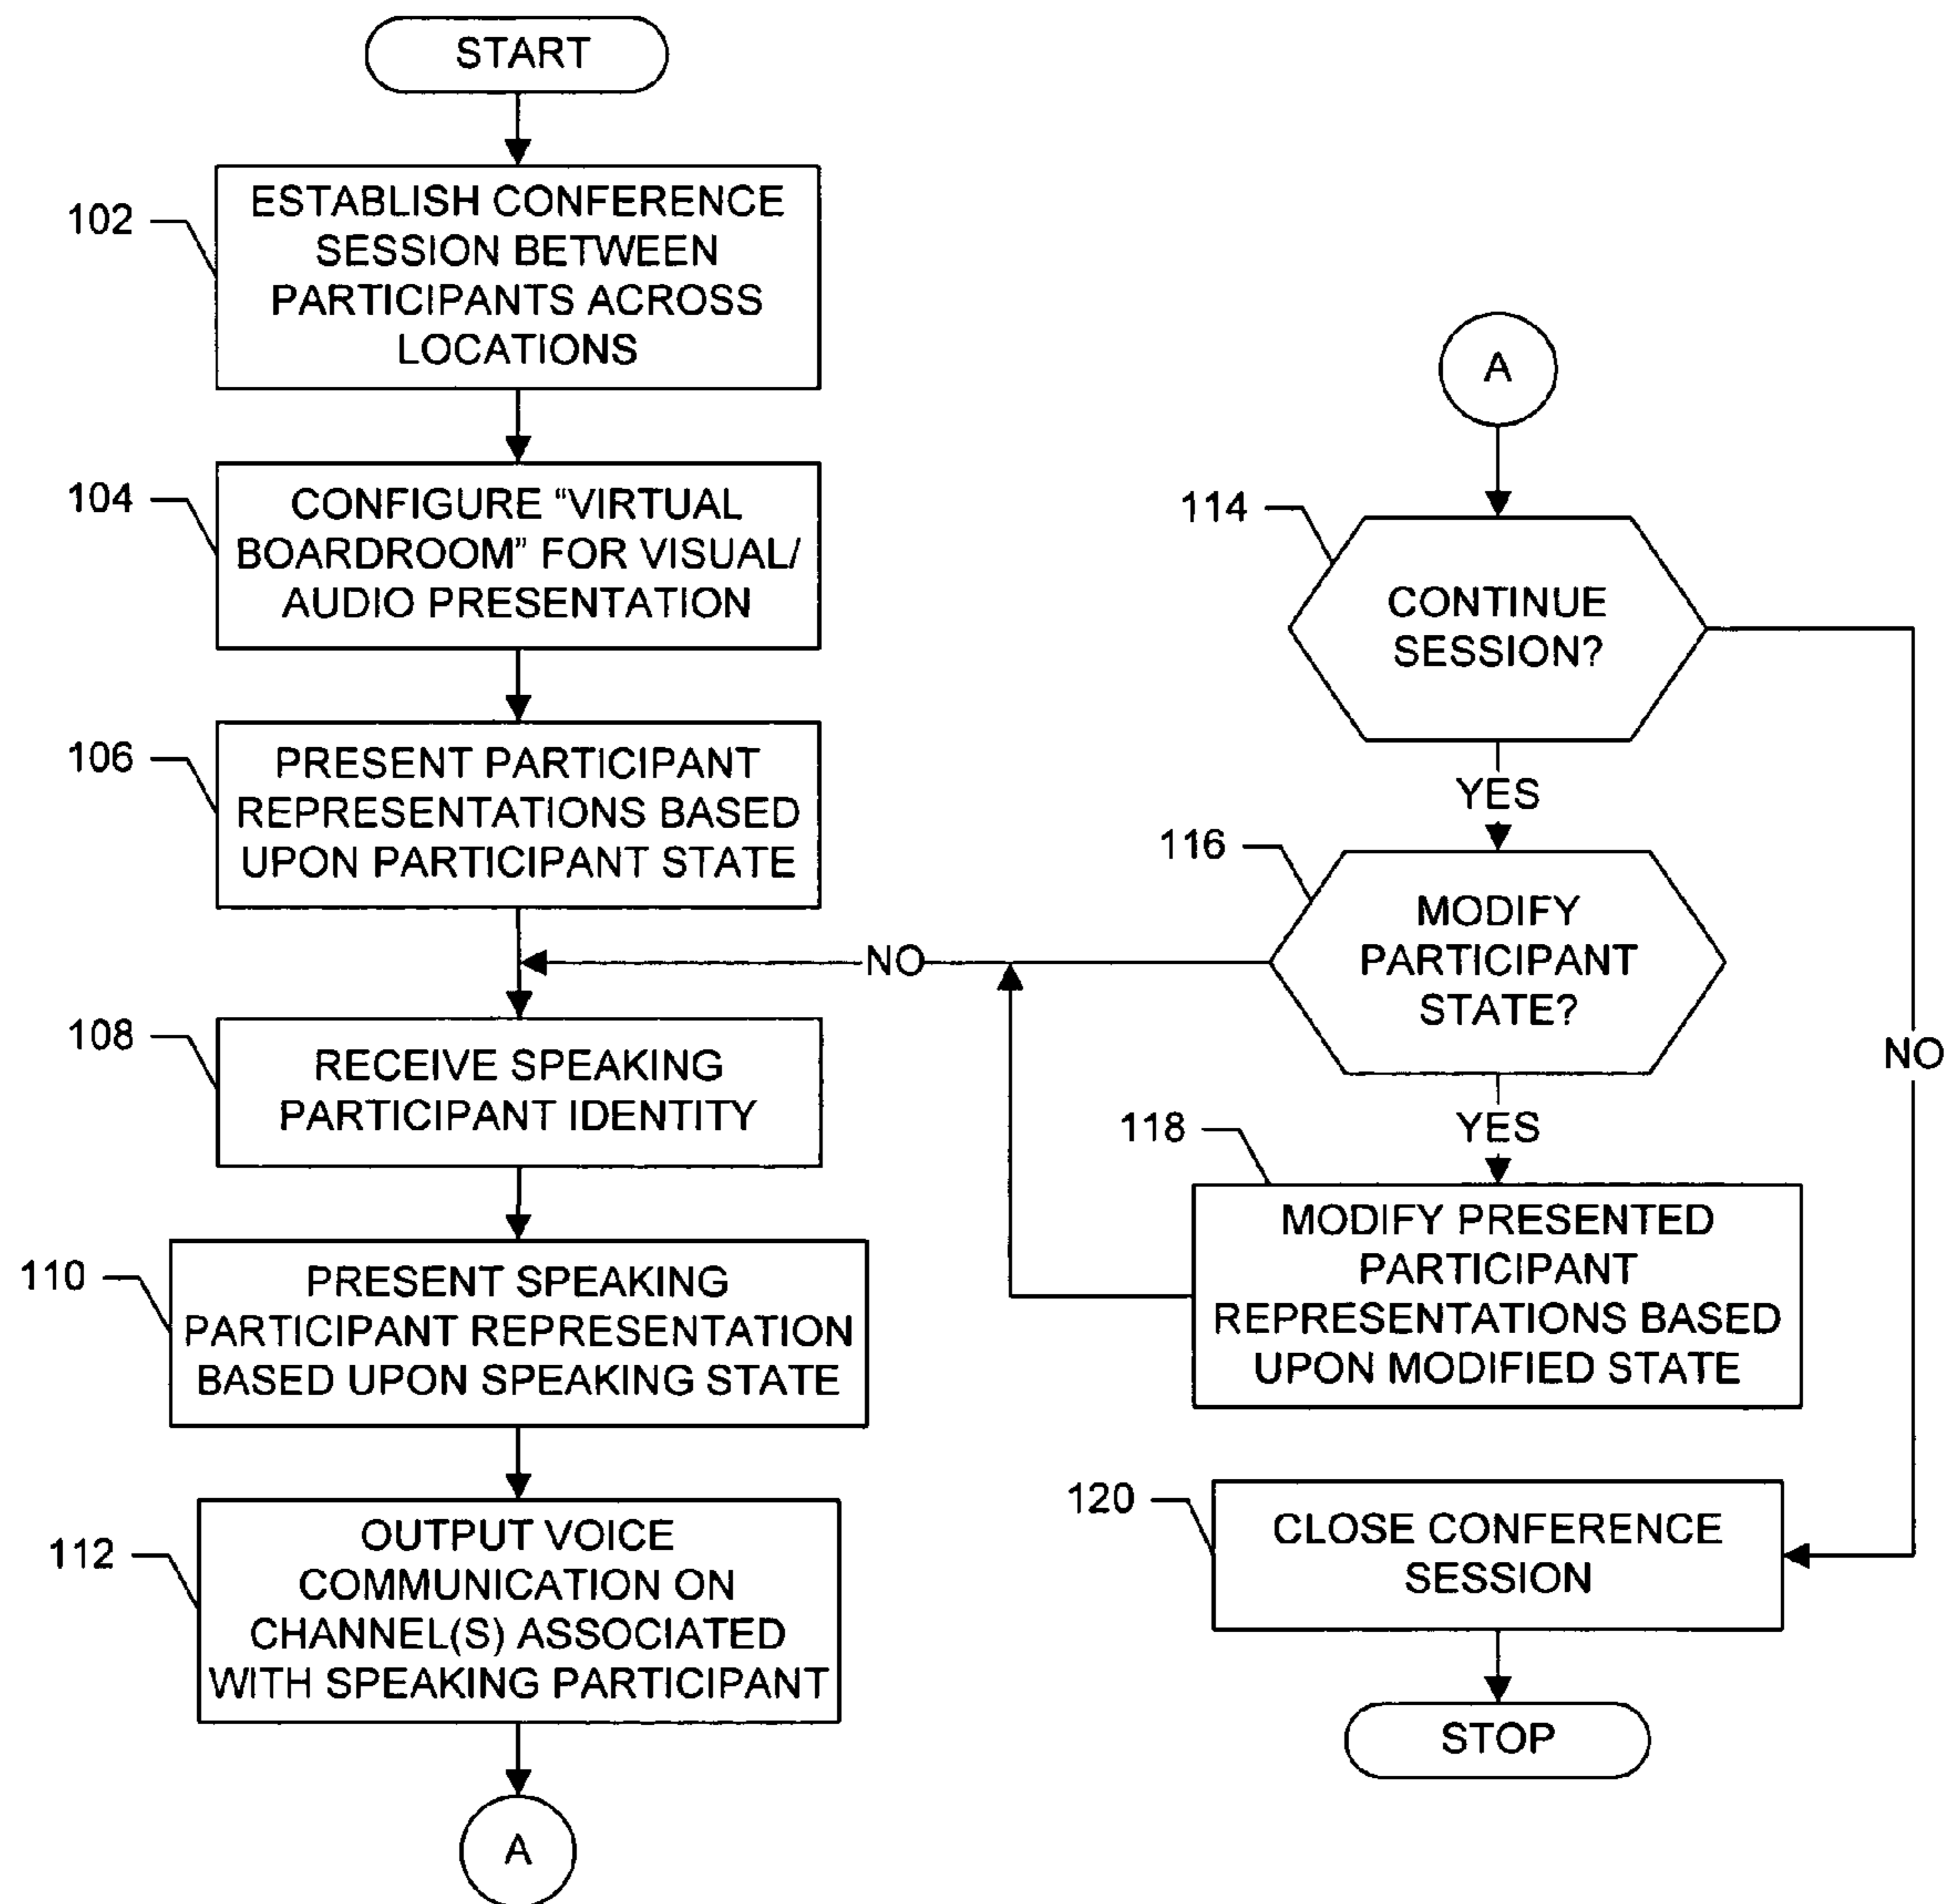 START
102
ESTABLISH CONFERENCE
SESSION BETWEEN
PARTICIPANTS ACROSS
LOCATIONS
104
CONFIGURE “VIRTUAL
BOARDROOM” FOR VISUAL/
AUDIO PRESENTATION
106
PRESENT PARTICIPANT
REPRESENTATIONS BASED
UPON PARTICIPANT STATE
108
RECEIVE SPEAKING
PARTICIPANT IDENTITY
110
PRESENT SPEAKING
PARTICIPANT REPRESENTATION
BASED UPON SPEAKING STATE
112
OUTPUT VOICE
COMMUNICATION ON
CHANNEL(S) ASSOCIATED
WITH SPEAKING PARTICIPANT
A
A
114
CONTINUE
SESSION?
YES
NO
116
MODIFY
PARTICIPANT
STATE?
NO
YES
118
MODIFY PRESENTED
PARTICIPANT
REPRESENTATIONS BASED
UPON MODIFIED STATE
120
CLOSE CONFERENCE
SESSION
STOP